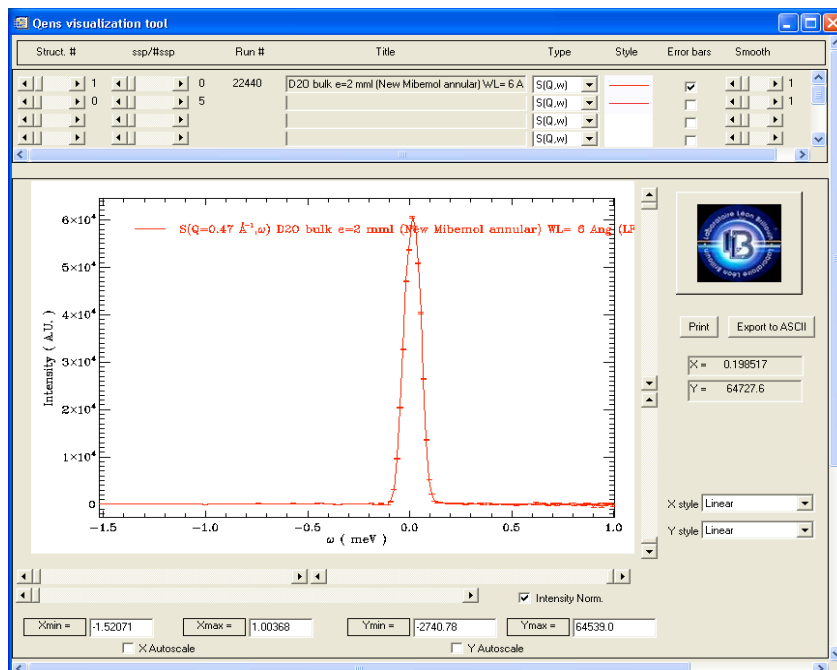 Qens visualization tool
Struct. # ssp/#ssp Run # Title Type Style Error bars Smooth
1 0 22440 D2O bulk e=2 mml (New Mibemol annular) WL= 6 A S(Q,w) 1
0 5 S(Q,w) 1
S(Q,w)
S(Q,w)
S(Q=0.47 Å⁻¹,ω) D2O bulk e=2 mml (New Mibemol annular) WL= 6 Ang (LF
6×10⁴
5×10⁴
4×10⁴
3×10⁴
2×10⁴
1×10⁴
0
Intensity ( A.U. )
-1.5 -1.0 -0.5 0.0 0.5 1.0
ω ( meV )
Laboratoire Léon Brillouin
LLB
Print Export to ASCII
X = 0.198517
Y = 64727.6
X style Linear
Y style Linear
Intensity Norm.
Xmin = -1.52071 Xmax = 1.00368 Ymin = -2740.78 Ymax = 64539.0
X Autoscale Y Autoscale